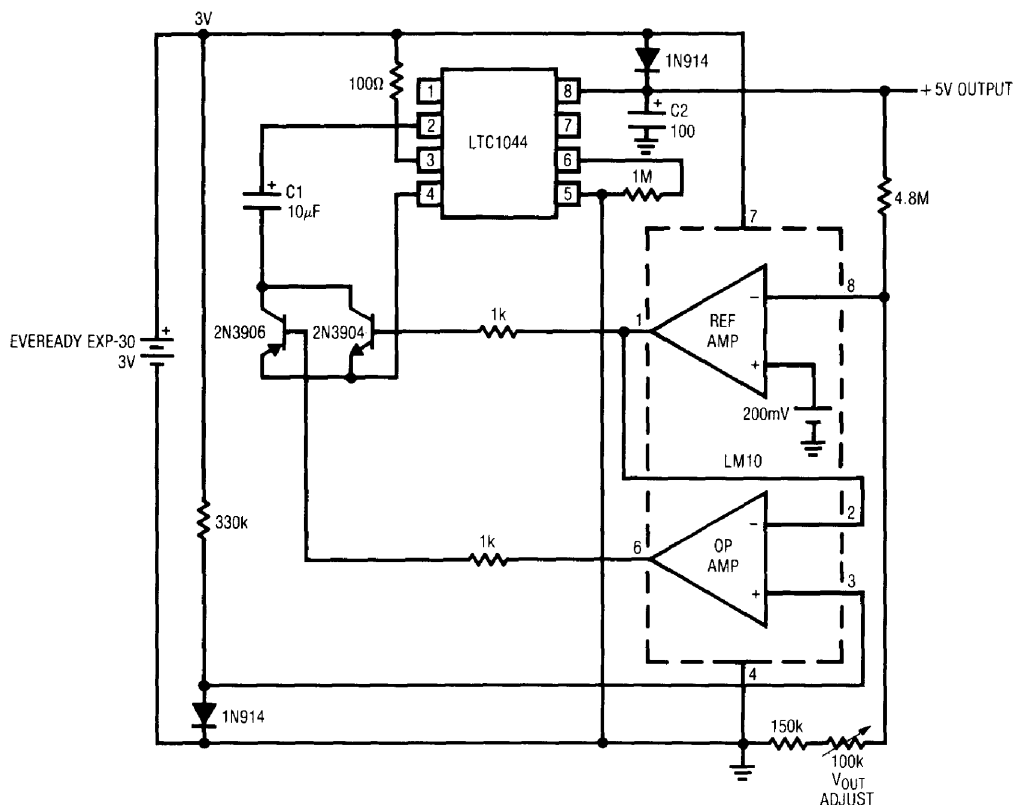 3V
100Ω
1
2
3
4
LTC1044
8
7
6
5
1N914
+5V OUTPUT
+
C2
100
1M
4.8M
+
C1
10μF
7
8
2N3906
2N3904
1k
1
REF
AMP
−
+
200mV
EVEREADY EXP-30
3V
+
LM10
330k
2
1k
6
OP
AMP
−
+
3
4
1N914
150k
100k
VOUT
ADJUST